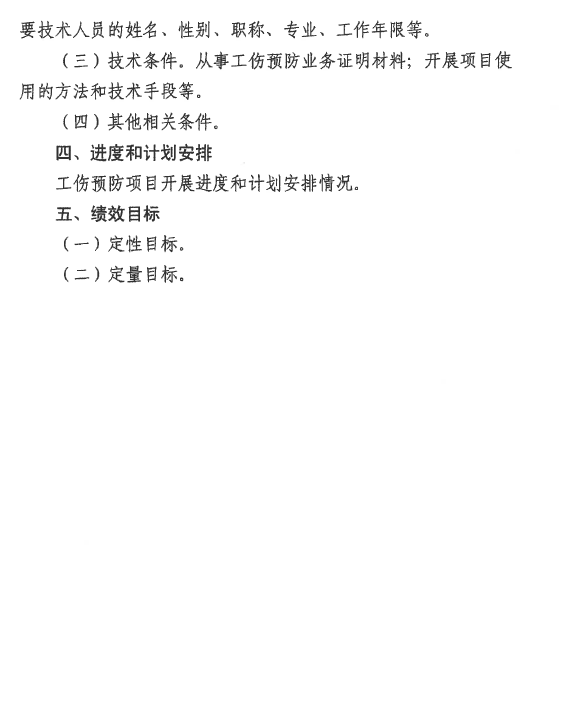 要技术人员的姓名、性别、职称、专业、工作年限等。
（三）技术条件。从事工伤预防业务证明材料；开展项目使
用的方法和技术手段等。
（四）其他相关条件。
四、进度和计划安排
工伤预防项目开展进度和计划安排情况。
五、绩效目标
（一）定性目标。
（二）定量目标。